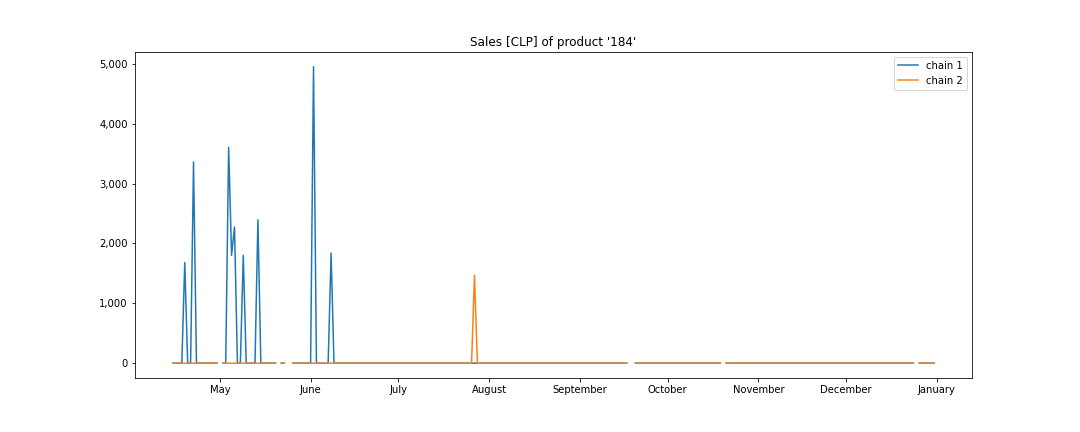 Sales [CLP] of product '184'
chain 1
chain 2
5,000
4,000
3,000
2,000
1,000
0
May June July August September October November December January